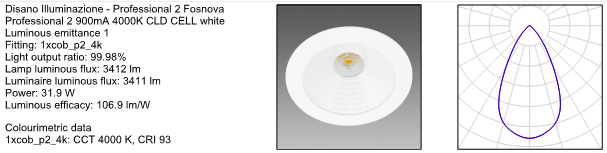 Disano Illuminazione - Professional 2 Fosnova
Professional 2 900mA 4000K CLD CELL white
Luminous emittance 1
Fitting: 1xcob_p2_4k
Light output ratio: 99.98%
Lamp luminous flux: 3412 lm
Luminaire luminous flux: 3411 lm
Power: 31.9 W
Luminous efficacy: 106.9 lm/W
Colourimetric data
1xcob_p2_4k: CCT 4000 K, CRI 93